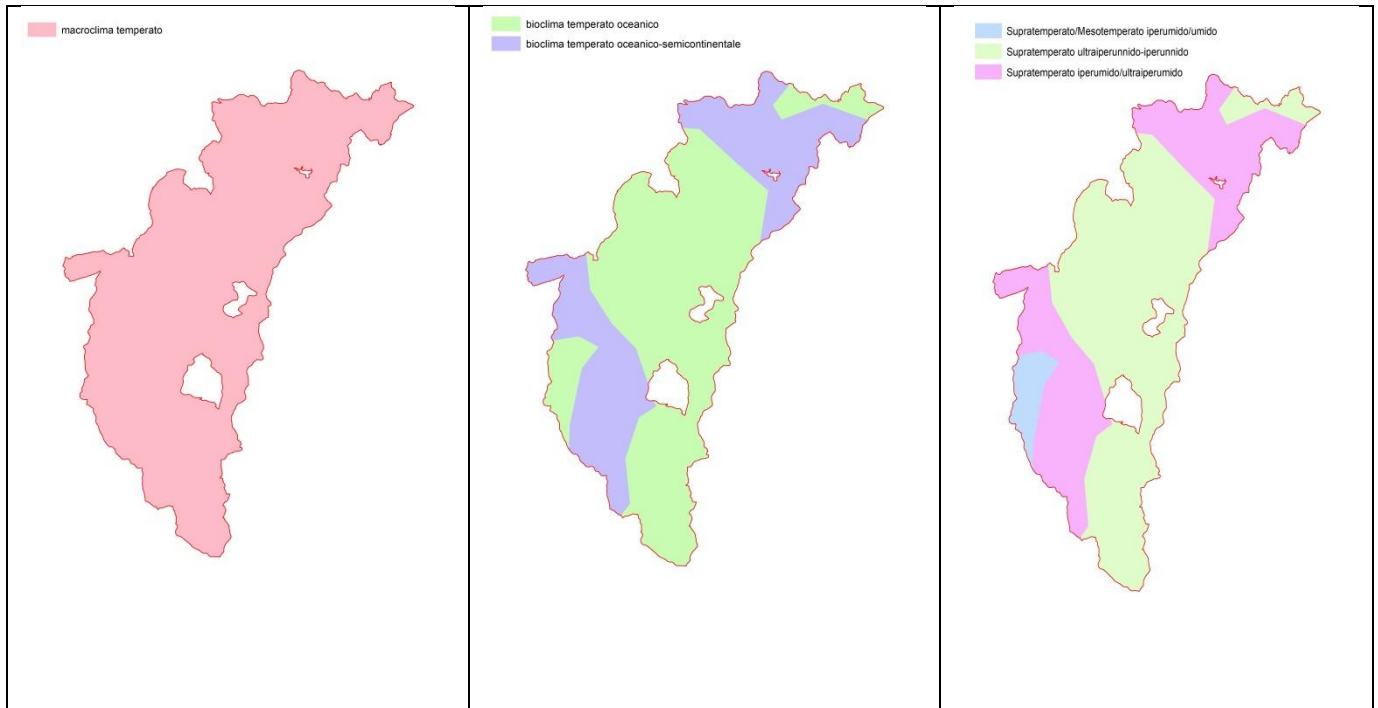 macroclima temperato
bioclima temperato oceanico
bioclima temperato oceanico-semicontinentale
Supratemperato/Mesotemperato iperumido/umido
Supratemperato ultraiperunnido-iperunnido
Supratemperato iperumido/ultraiperumido